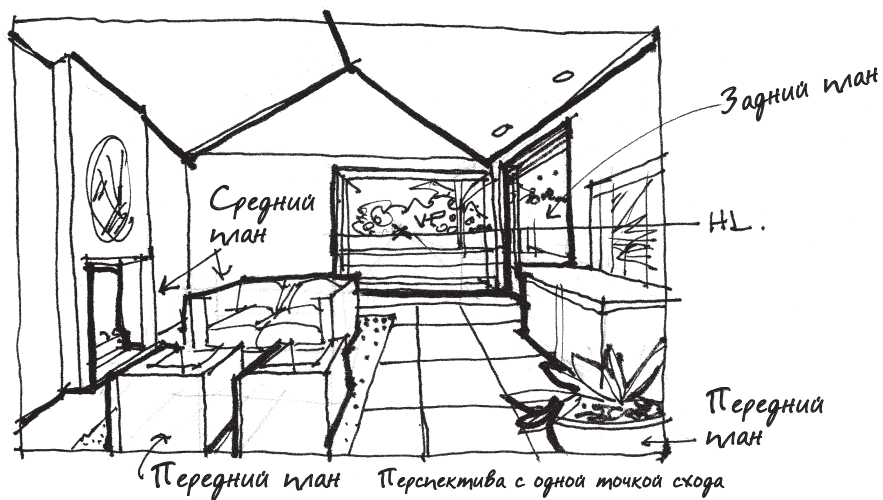 Задний план
Средний
план
HL.
Передний
план
Передний план
Перспектива с одной точкой схода